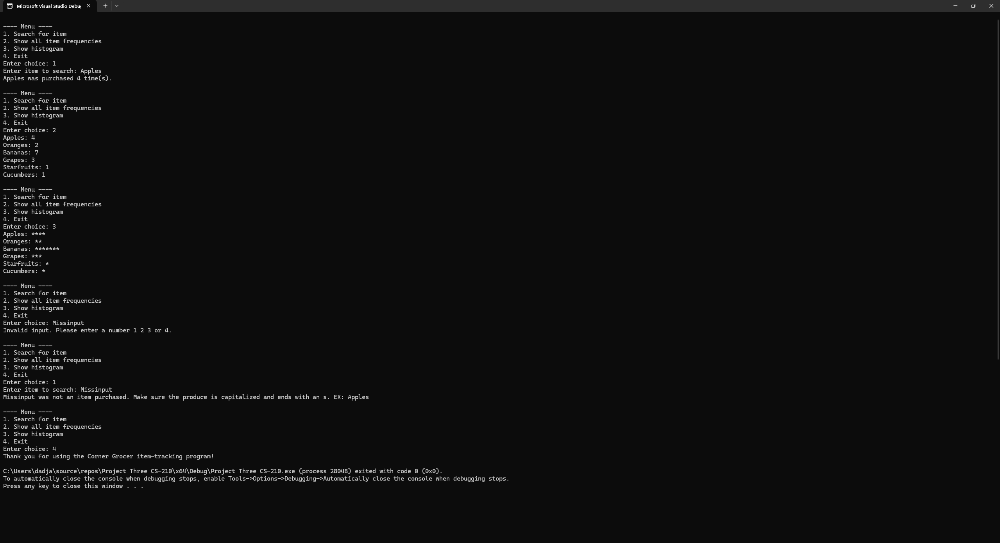 Microsoft Visual Studio Debu
---- Menu ----
1. Search for item
2. Show all item frequencies
3. Show histogram
4. Exit
Enter choice: 1
Enter item to search: Apples
Apples was purchased 4 time(s).
---- Menu ----
1. Search for item
2. Show all item frequencies
3. Show histogram
4. Exit
Enter choice: 2
Apples: 4
Oranges: 2
Bananas: 7
Grapes: 3
Starfruits: 1
Cucumbers: 1
---- Menu ----
1. Search for item
2. Show all item frequencies
3. Show histogram
4. Exit
Enter choice: 3
Apples: ****
Oranges: **
Bananas: *******
Grapes: ***
Starfruits: *
Cucumbers: *
---- Menu ----
1. Search for item
2. Show all item frequencies
3. Show histogram
4. Exit
Enter choice: Missinput
Invalid input. Please enter a number 1 2 3 or 4.
---- Menu ----
1. Search for item
2. Show all item frequencies
3. Show histogram
4. Exit
Enter choice: 1
Enter item to search: Missinput
Missinput was not an item purchased. Make sure the produce is capitalized and ends with an s. EX: Apples
---- Menu ----
1. Search for item
2. Show all item frequencies
3. Show histogram
4. Exit
Enter choice: 4
Thank you for using the Corner Grocer item-tracking program!
C:\Users\dadja\source\repos\Project Three CS-210\x64\Debug\Project Three CS-210.exe (process 28048) exited with code 0 (0x0).
To automatically close the console when debugging stops, enable Tools->Options->Debugging->Automatically close the console when debugging stops.
Press any key to close this window . . .